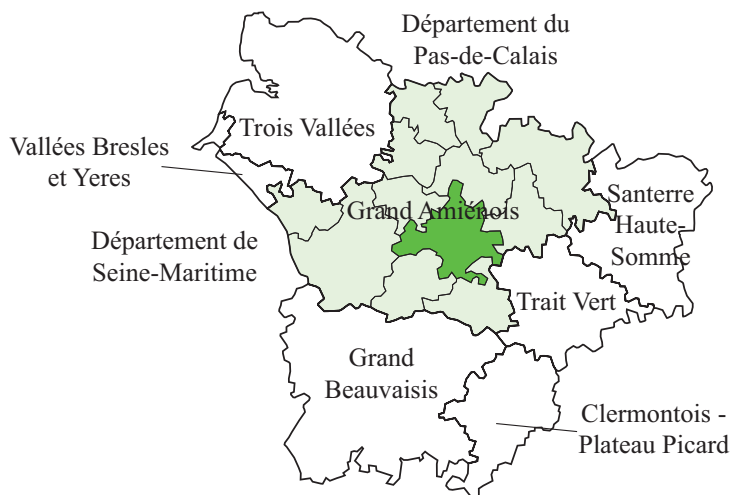 Département du
Pas-de-Calais
Trois Vallées
Vallées Bresles
et Yeres
Santerre
Haute-
Somme
Grand Amiénois
Département de
Seine-Maritime
Trait Vert
Grand
Beauvaisis
Clermontois -
Plateau Picard